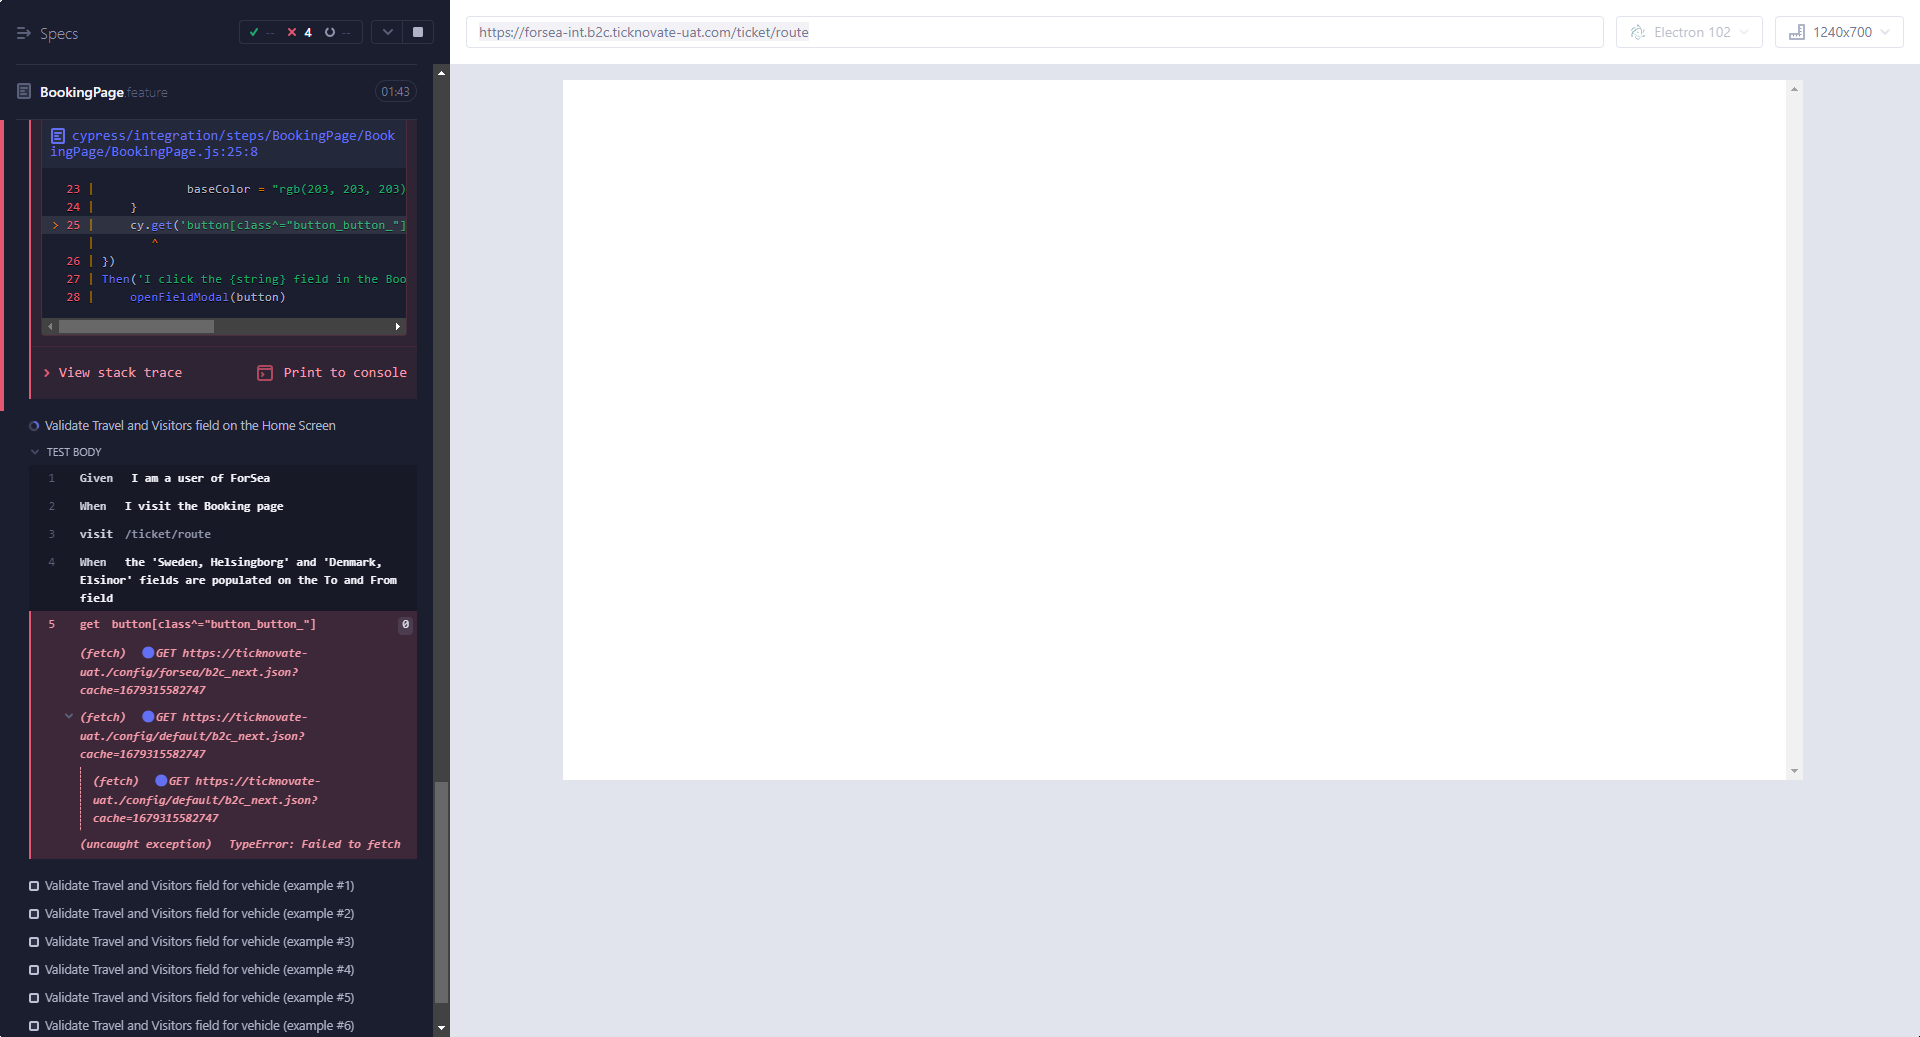 Specs
-- 4 --
BookingPage.feature
01:43
cypress/integration/steps/BookingPage/Book
ingPage/BookingPage.js:25:8
23 | baseColor = "rgb(203, 203, 203)
24 | }
> 25 | cy.get('button[class^="button_button_"]
| ^
26 | })
27 | Then('I click the {string} field in the Boo
28 | openFieldModal(button)
View stack trace
Print to console
Validate Travel and Visitors field on the Home Screen
TEST BODY
1 Given I am a user of ForSea
2 When I visit the Booking page
3 visit /ticket/route
4 When the 'Sweden, Helsingborg' and 'Denmark,
Elsinor' fields are populated on the To and From
field
5 get button[class^="button_button_"] 0
(fetch) GET https://ticknovate-
uat./config/forsea/b2c_next.json?
cache=1679315582747
(fetch) GET https://ticknovate-
uat./config/default/b2c_next.json?
cache=1679315582747
(fetch) GET https://ticknovate-
uat./config/default/b2c_next.json?
cache=1679315582747
(uncaught exception) TypeError: Failed to fetch
Validate Travel and Visitors field for vehicle (example #1)
Validate Travel and Visitors field for vehicle (example #2)
Validate Travel and Visitors field for vehicle (example #3)
Validate Travel and Visitors field for vehicle (example #4)
Validate Travel and Visitors field for vehicle (example #5)
Validate Travel and Visitors field for vehicle (example #6)
https://forsea-int.b2c.ticknovate-uat.com/ticket/route
Electron 102
1240x700